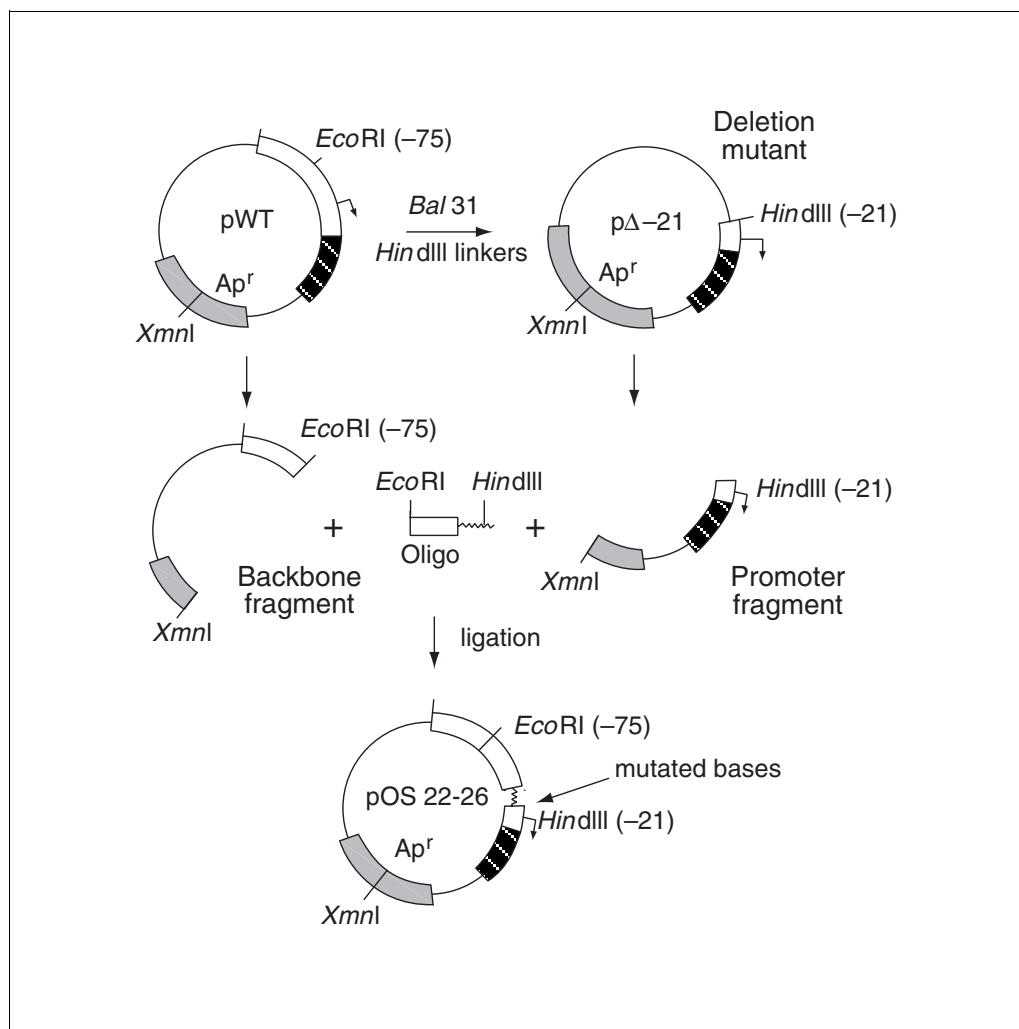 EcoRI (–75)
pWT
Apr
XmnI
Bal 31
HindIII linkers
Deletion
mutant
pΔ–21
HindIII (–21)
Apr
XmnI
EcoRI (–75)
Backbone
fragment
XmnI
+
EcoRI HindIII
Oligo
+
HindIII (–21)
XmnI
Promoter
fragment
ligation
EcoRI (–75)
mutated bases
pOS 22-26
HindIII (–21)
Apr
XmnI